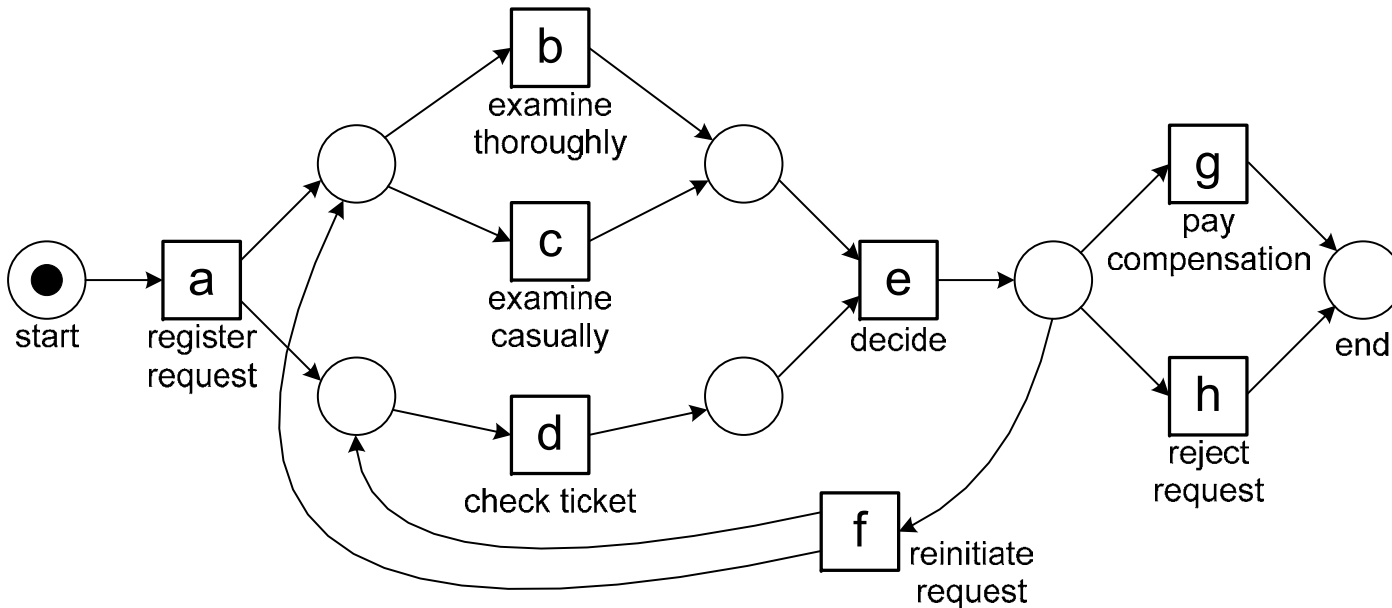 b
examine
thoroughly
start
a
register
request
c
examine
casually
d
check ticket
e
decide
f
reinitiate
request
g
pay
compensation
h
reject
request
end